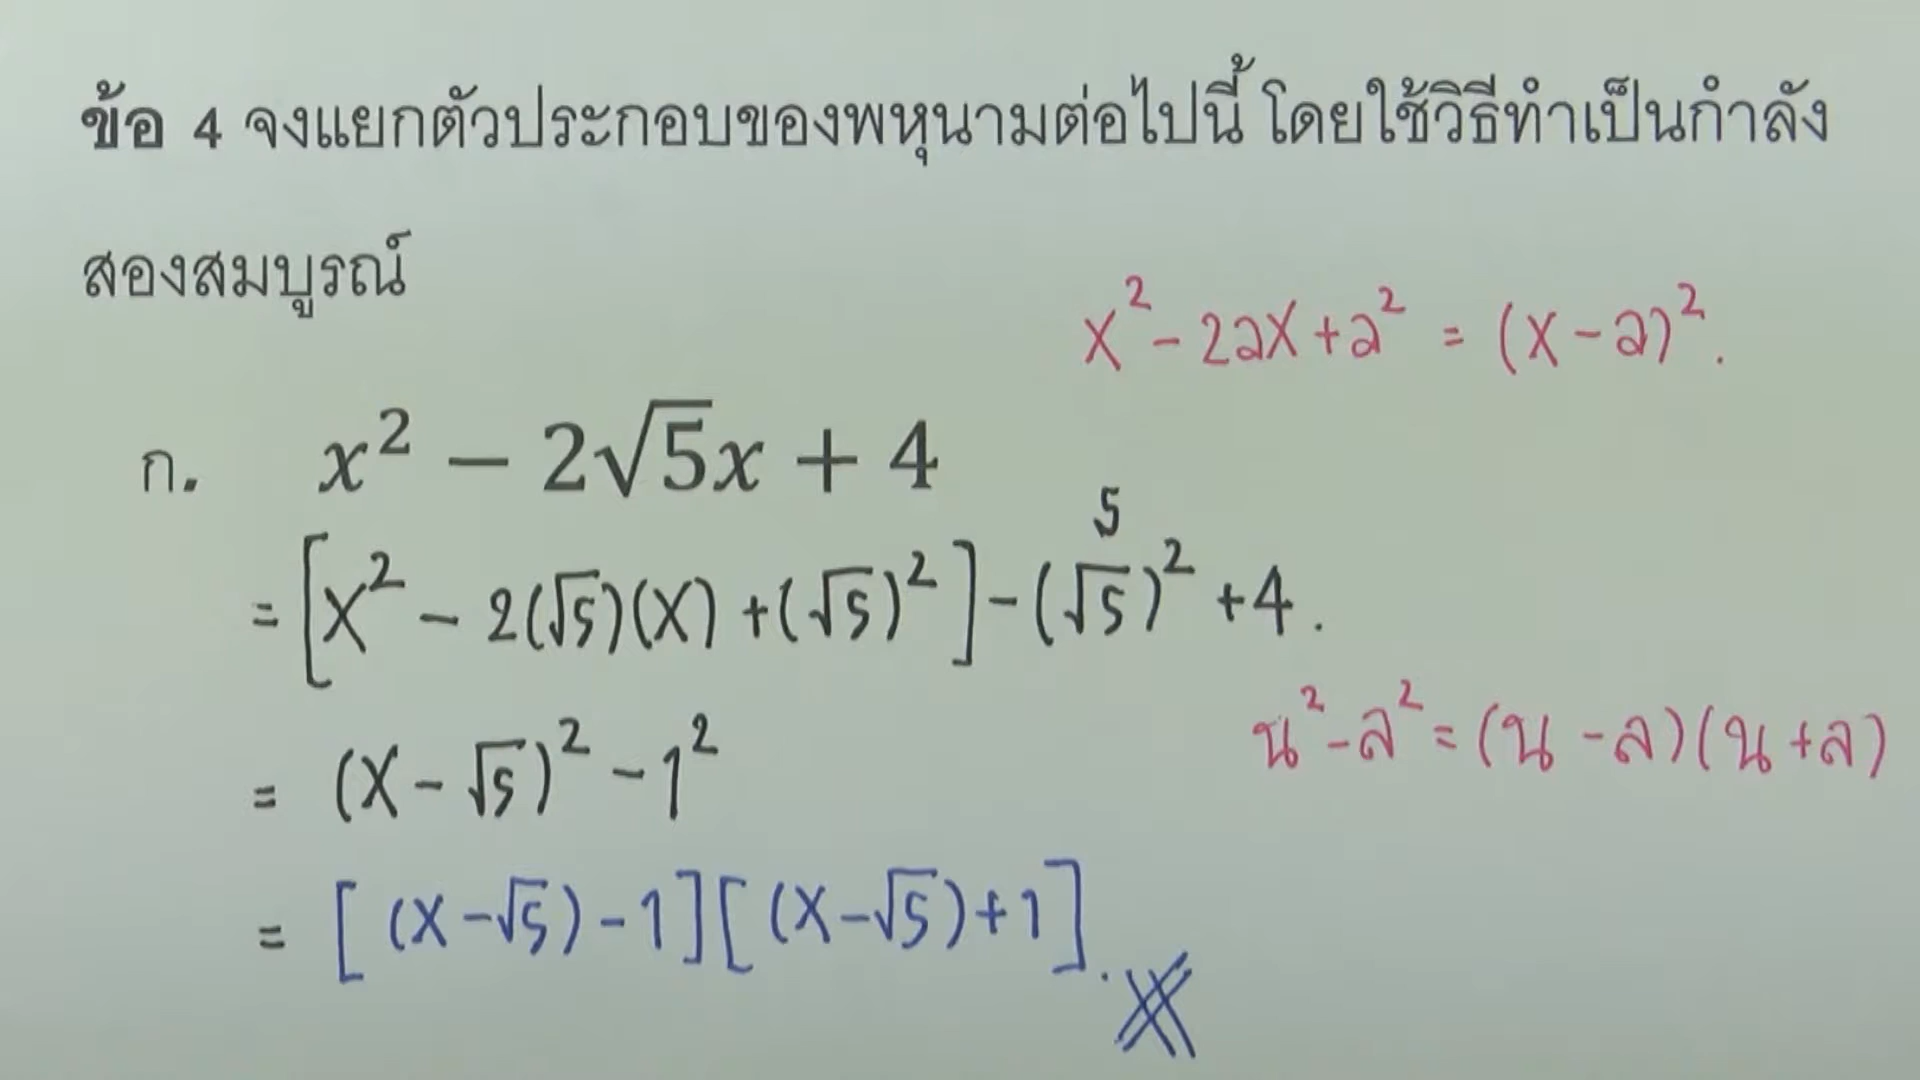 ข้อ 4 จงแยกตัวประกอบของพหุนามต่อไปนี้ โดยใช้วิธีทำเป็นกำลัง
สองสมบูรณ์
x² - 2ax + a² = (x - a)².
ก. x² − 2√5x + 4
5
= [x² - 2(√5)(x) + (√5)²] - (√5)² + 4.
น² - ล² = (น - ล)(น + ล)
= (x - √5)² - 1²
= [(x - √5) - 1][(x - √5) + 1].